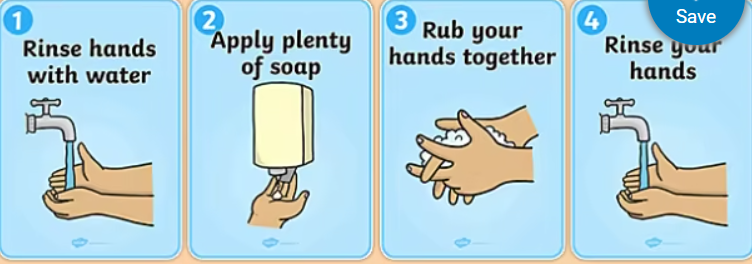 1
Rinse hands
with water
2
Apply plenty
of soap
3
Rub your
hands together
4
Rinse your
hands
Save